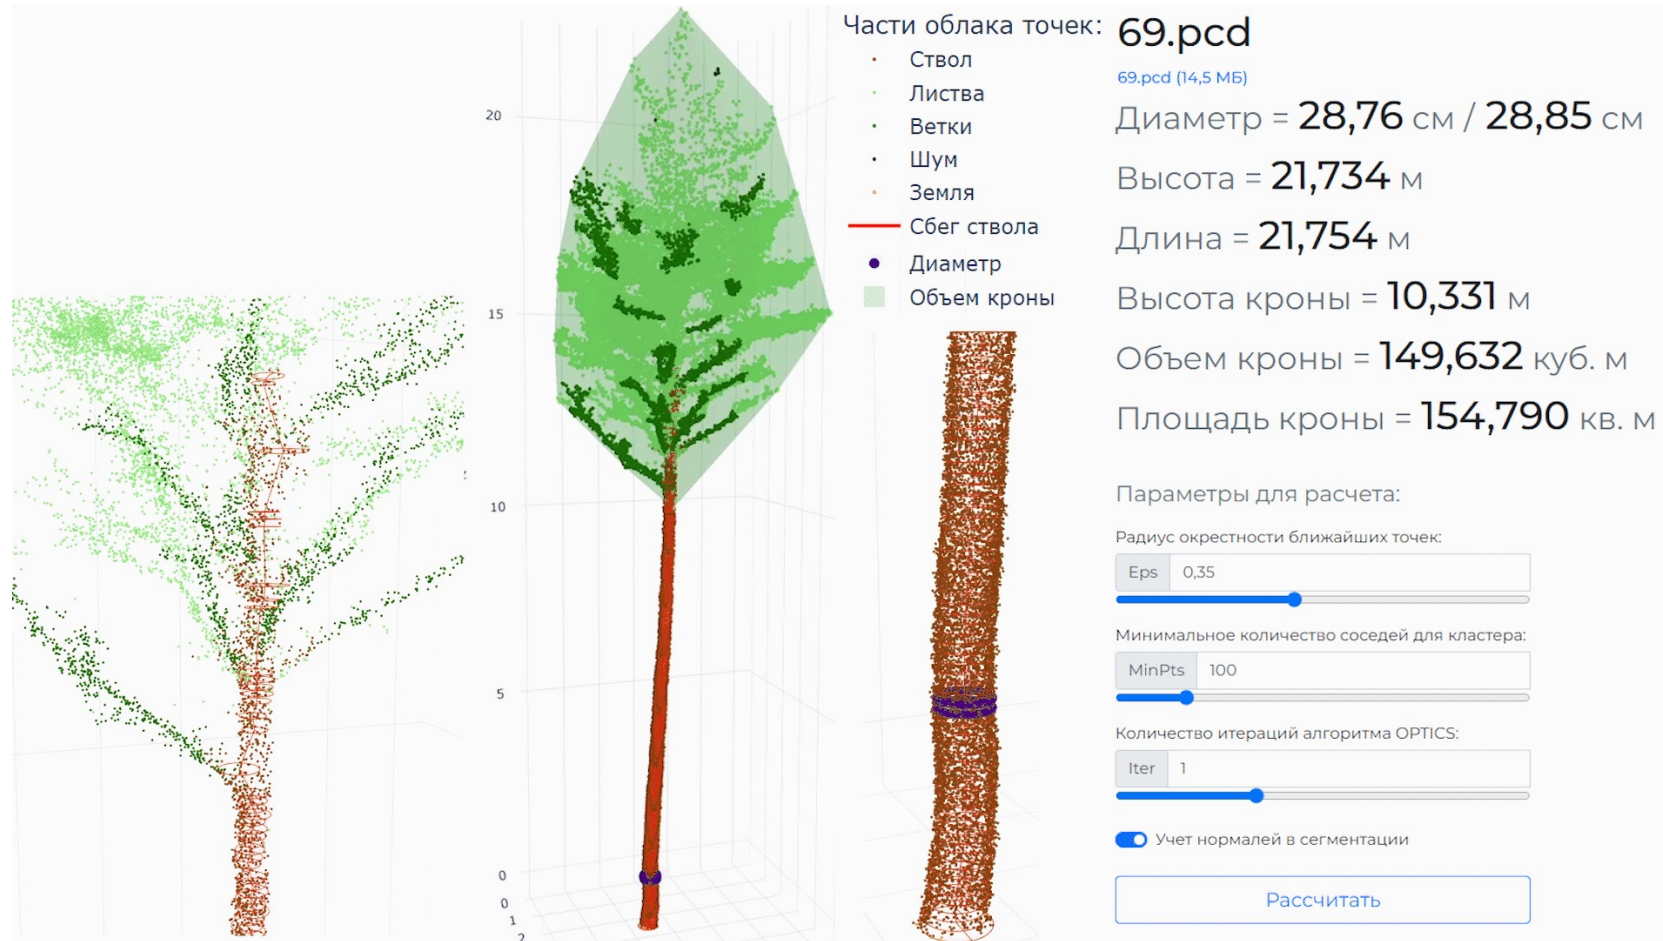 20
15
10
5
0
0
1
2
Части облака точек:
Ствол
Листва
Ветки
Шум
Земля
Сбег ствола
Диаметр
Объем кроны
69.pcd
69.pcd (14,5 МБ)
Диаметр = 28,76 см / 28,85 см
Высота = 21,734 м
Длина = 21,754 м
Высота кроны = 10,331 м
Объем кроны = 149,632 куб. м
Площадь кроны = 154,790 кв. м
Параметры для расчета:
Радиус окрестности ближайших точек:
Eps 0,35
Минимальное количество соседей для кластера:
MinPts 100
Количество итераций алгоритма OPTICS:
Iter 1
Учет нормалей в сегментации
Рассчитать